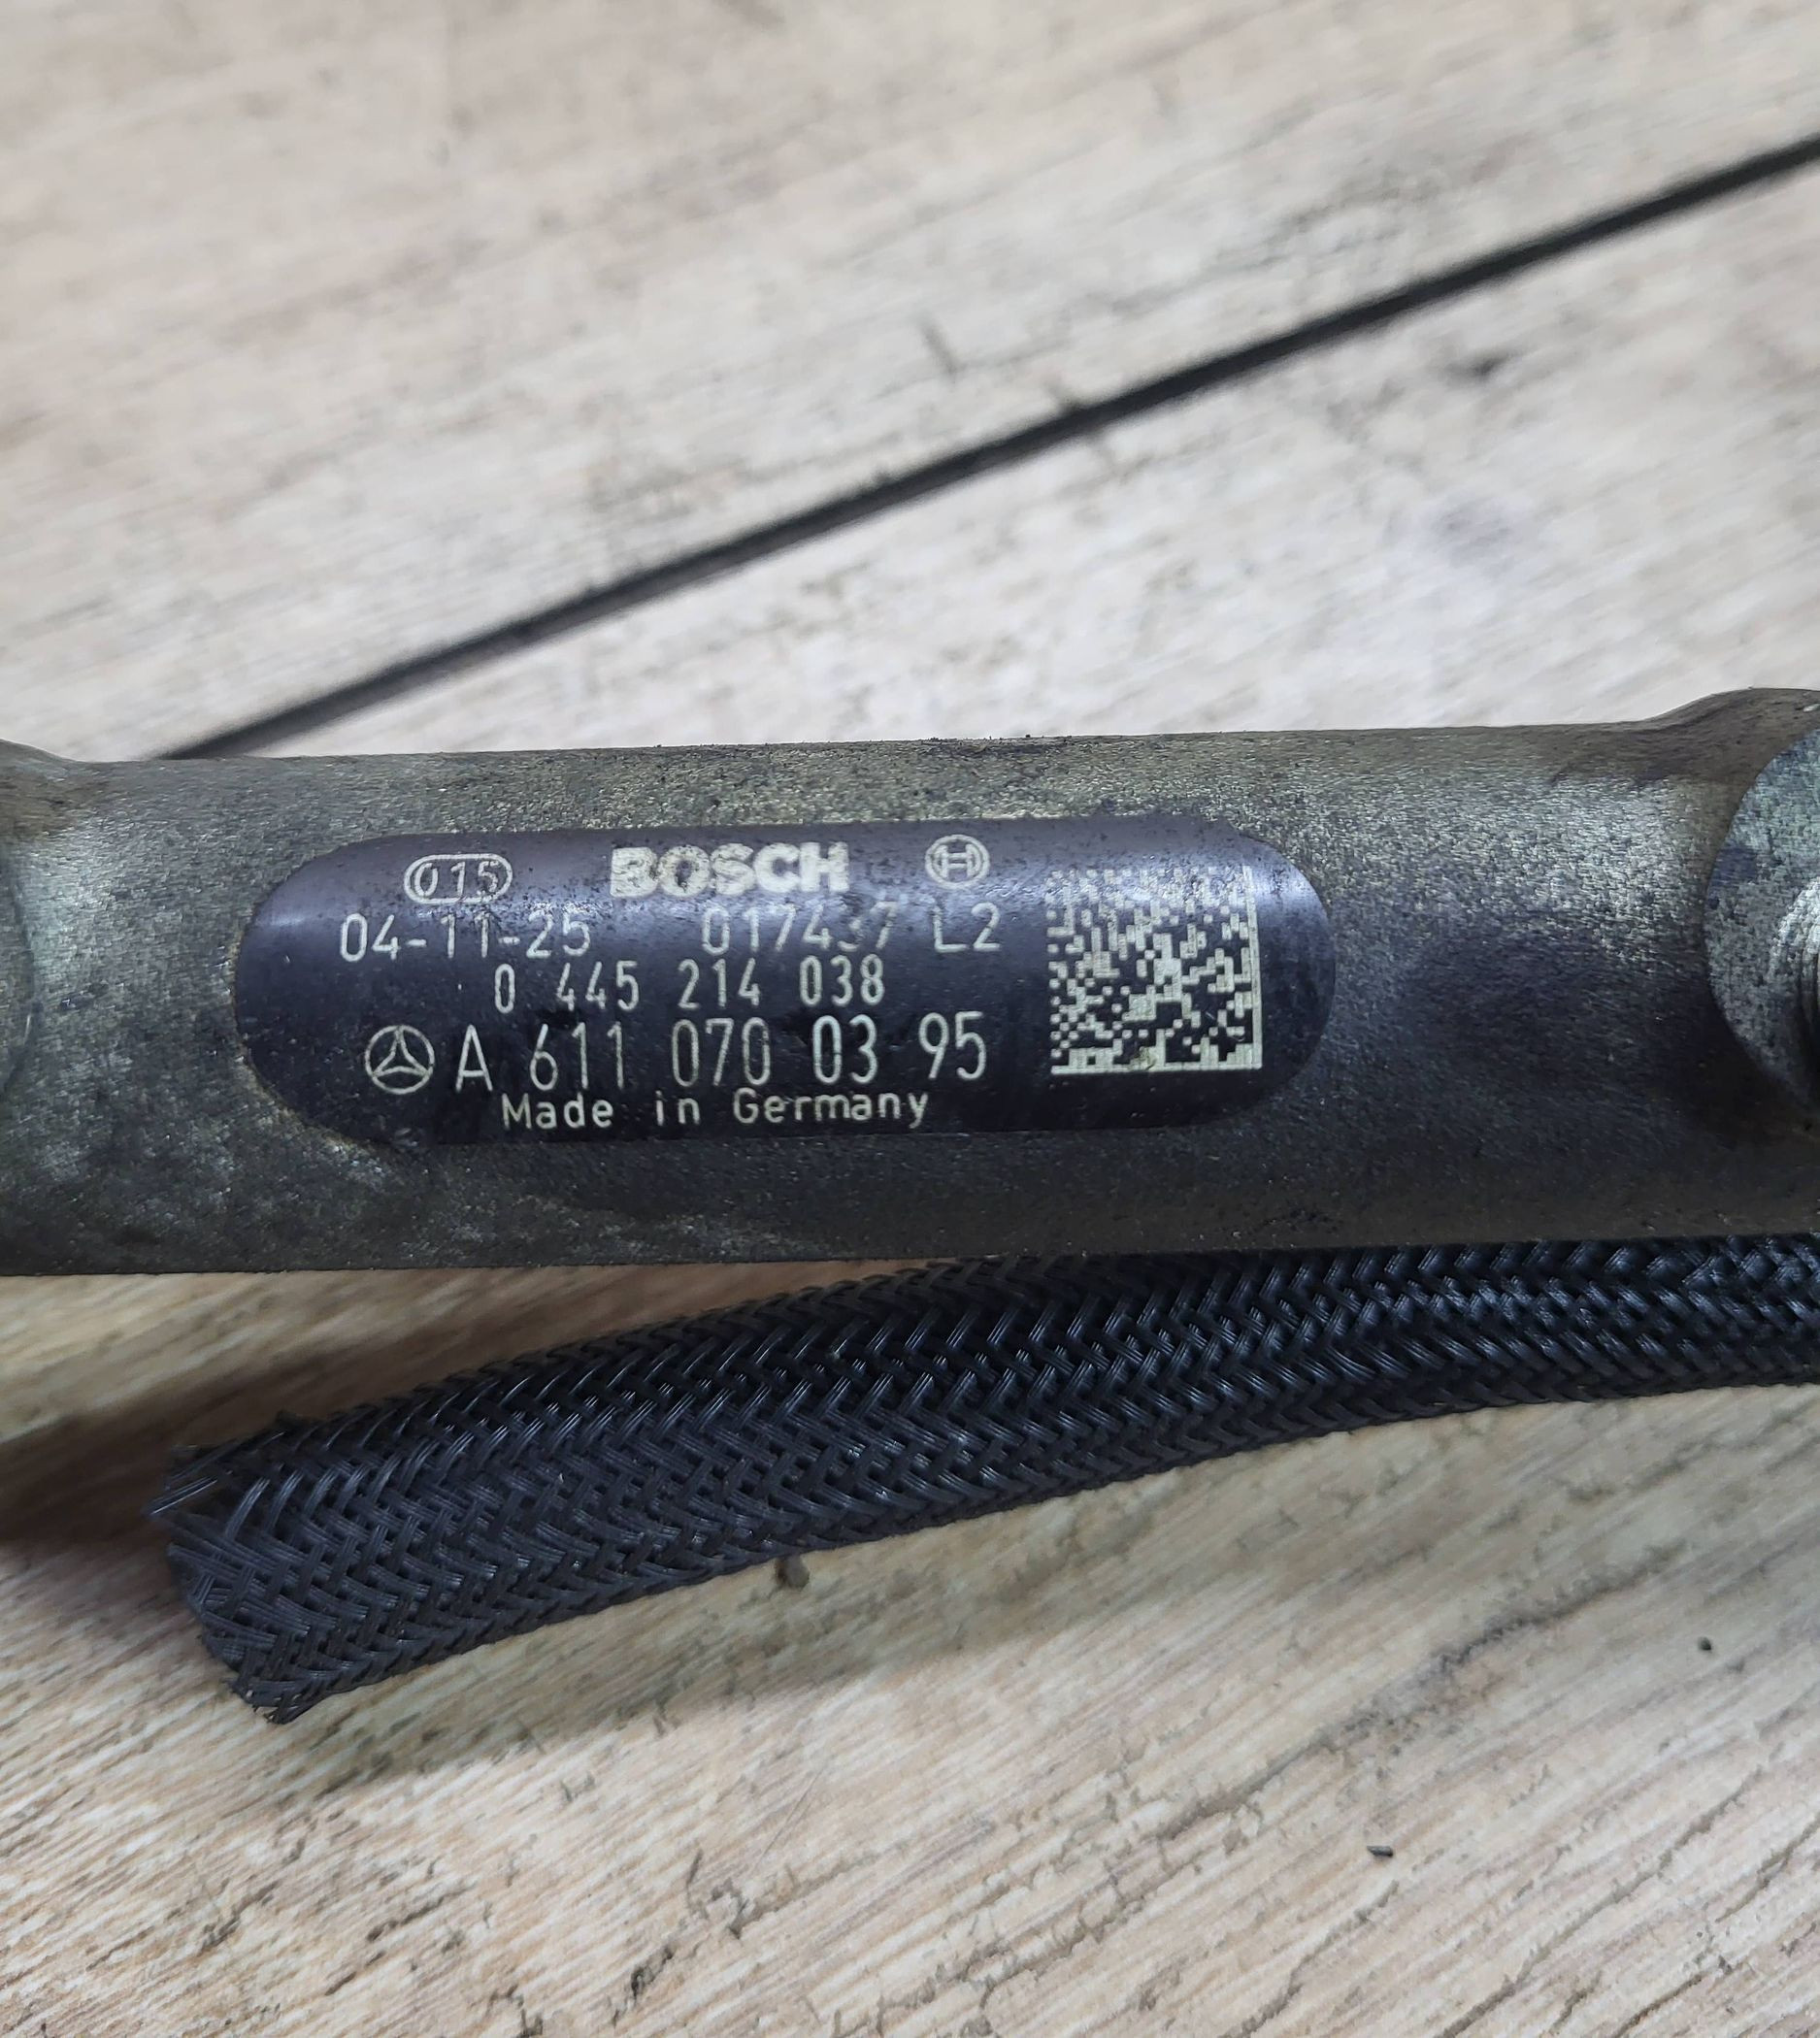 015 BOSCH
04-11-25 017437 L2
0 445 214 038
A 611 070 03 95
Made in Germany